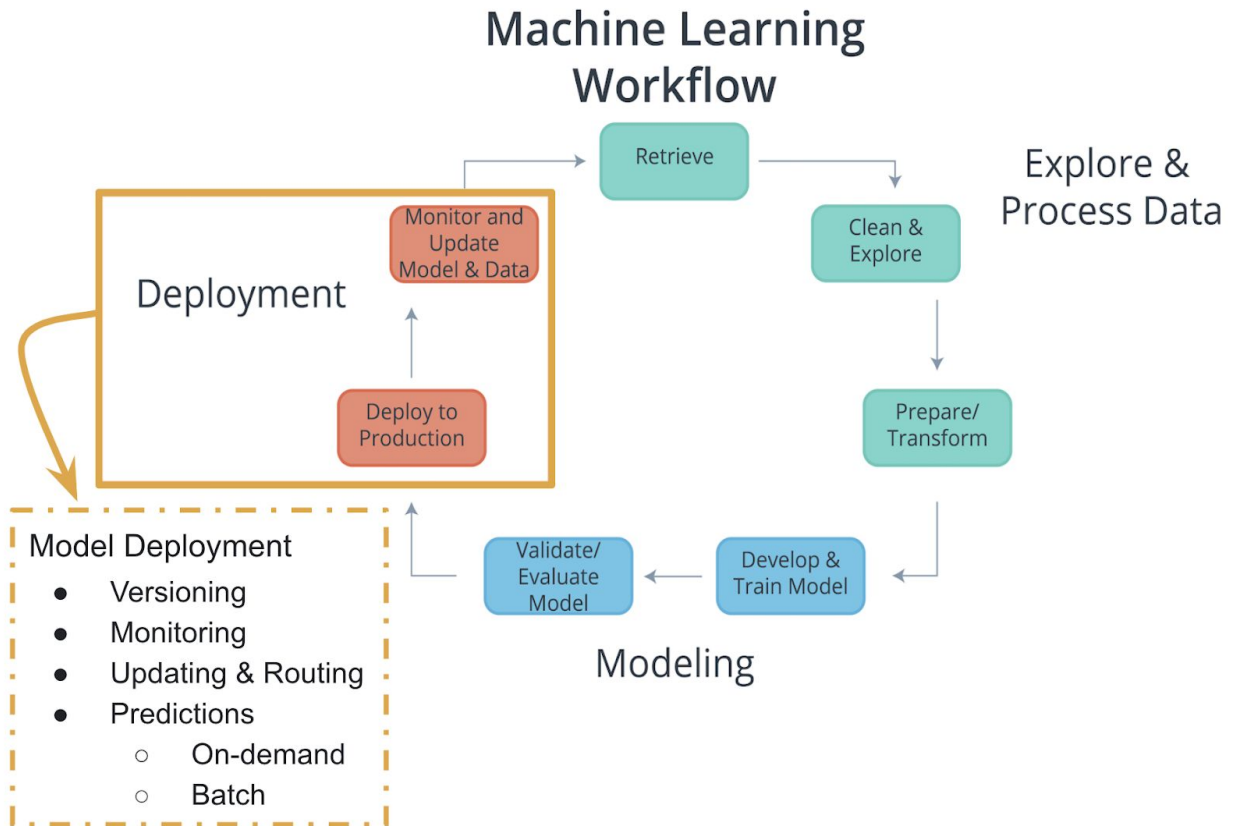 Machine Learning
Workflow
Retrieve
Explore &
Process Data
Clean &
Explore
Prepare/
Transform
Develop &
Train Model
Validate/
Evaluate
Model
Modeling
Deploy to
Production
Monitor and
Update
Model & Data
Deployment
Model Deployment
● Versioning
● Monitoring
● Updating & Routing
● Predictions
○ On-demand
○ Batch